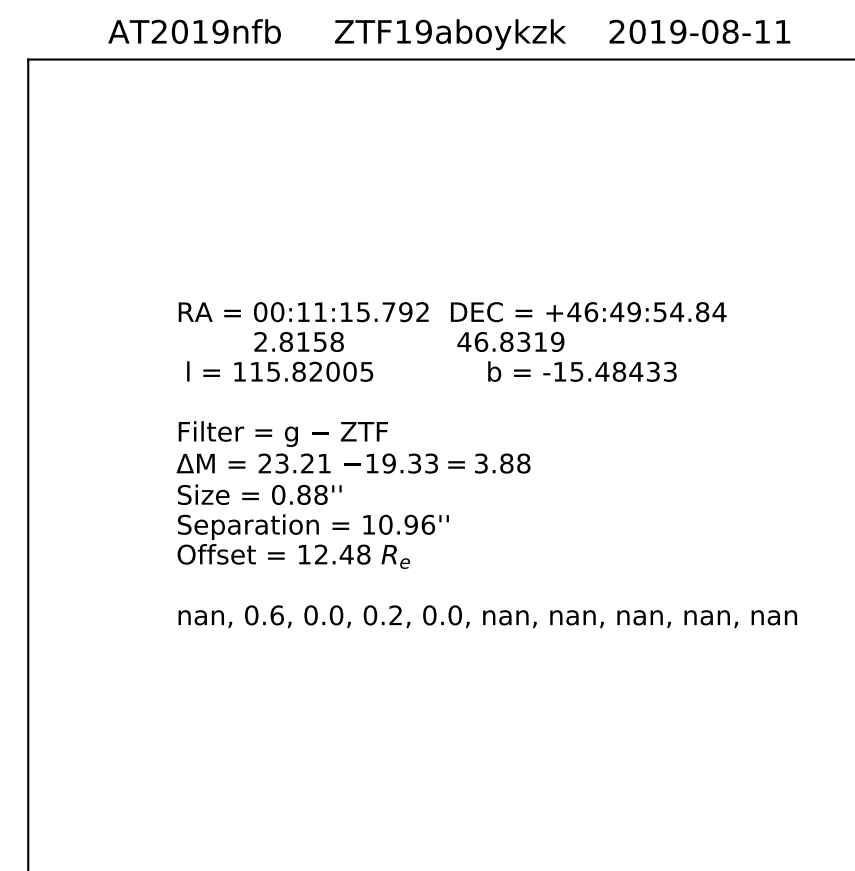 AT2019nfb ZTF19aboykzk 2019-08-11
RA = 00:11:15.792 DEC = +46:49:54.84
2.8158 46.8319
l = 115.82005 b = -15.48433
Filter = g − ZTF
ΔM = 23.21 −19.33 = 3.88
Size = 0.88''
Separation = 10.96''
Offset = 12.48 Rₑ
nan, 0.6, 0.0, 0.2, 0.0, nan, nan, nan, nan, nan